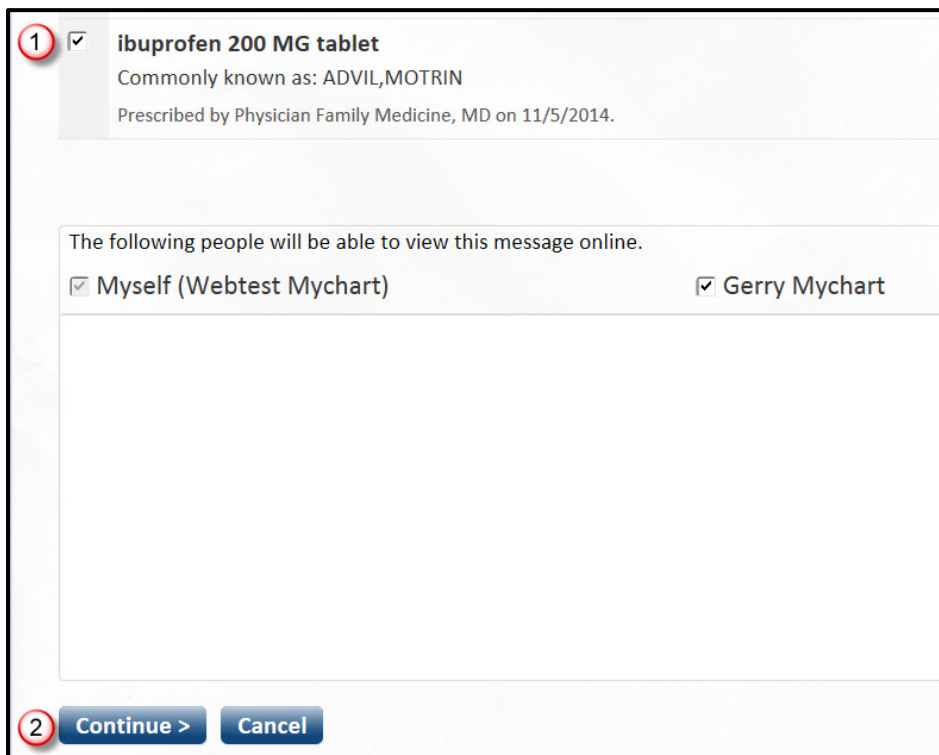 1
ibuprofen 200 MG tablet
Commonly known as: ADVIL,MOTRIN
Prescribed by Physician Family Medicine, MD on 11/5/2014.
The following people will be able to view this message online.
Myself (Webtest Mychart) Gerry Mychart
2 Continue > Cancel